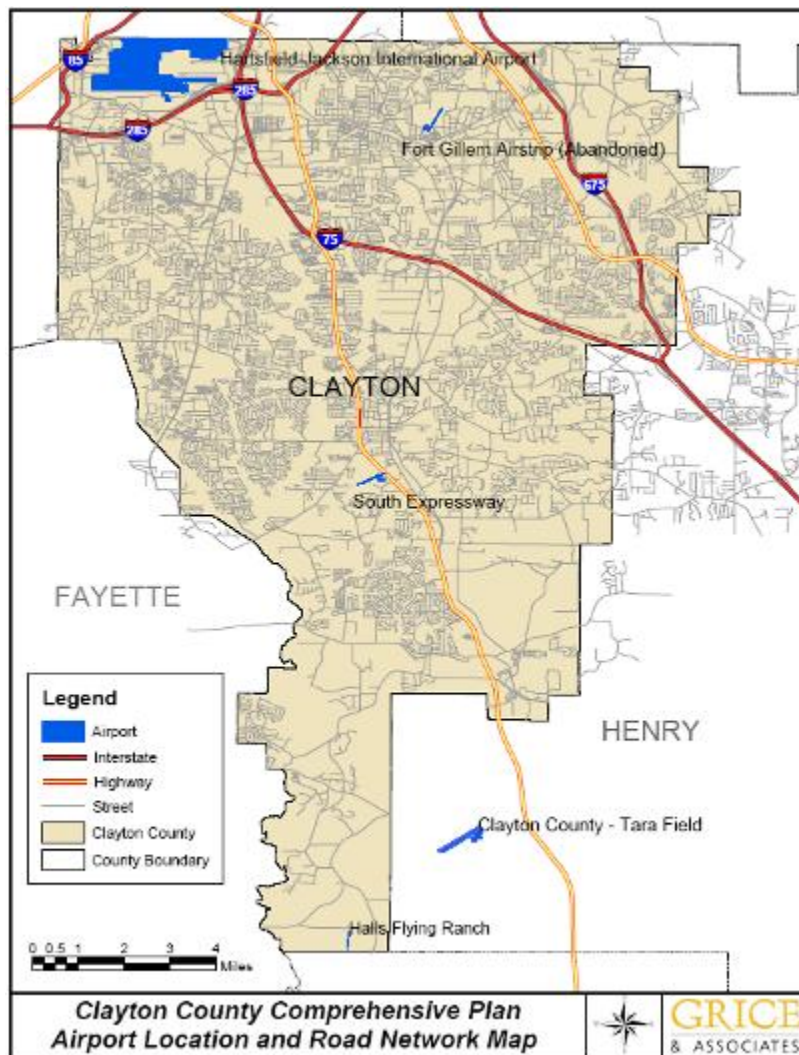 85
Hartsfield-Jackson International Airport
285
285
Fort Gillem Airstrip (Abandoned)
675
75
CLAYTON
South Expressway
FAYETTE
Legend
Airport
Interstate
Highway
Street
Clayton County
County Boundary
HENRY
Clayton County - Tara Field
Halls Flying Ranch
0 0.5 1 2 3 4
Miles
Clayton County Comprehensive Plan
Airport Location and Road Network Map
GRICE
& ASSOCIATES